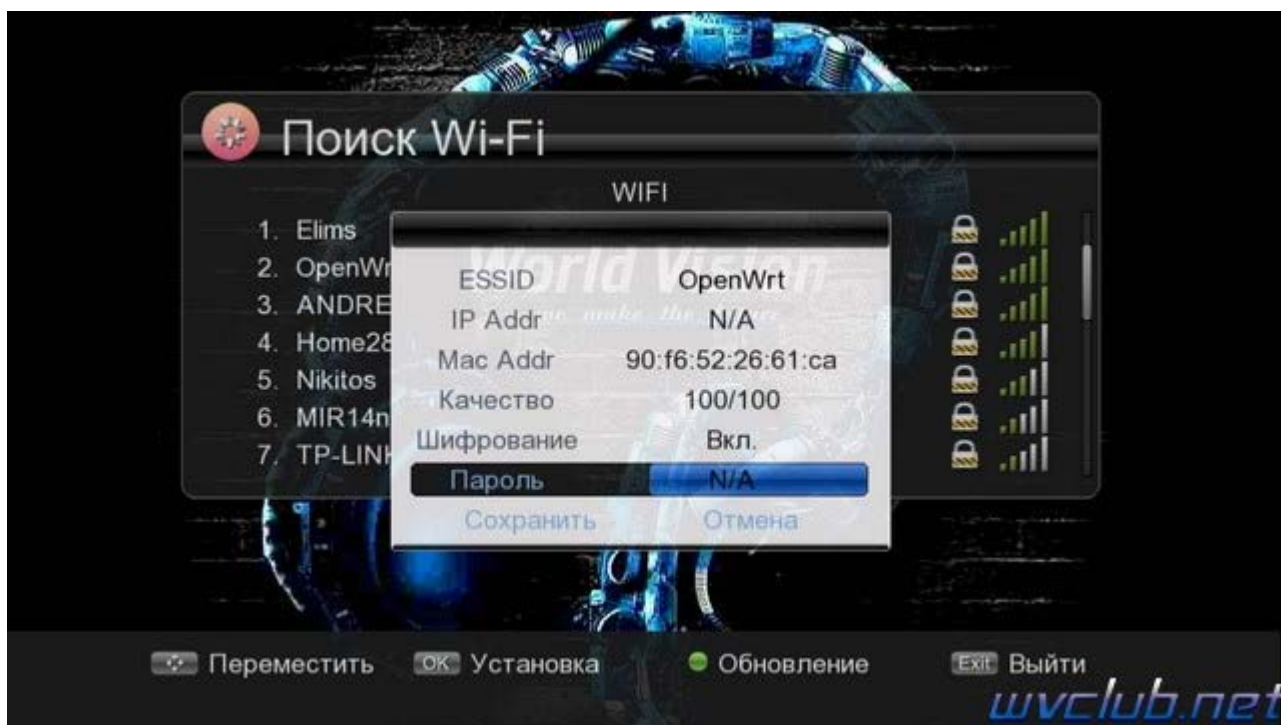 Поиск Wi-Fi
WIFI
1. Elims
2. OpenWr
3. ANDRE
4. Home28
5. Nikitos
6. MIR14n
7. TP-LINK
World Vision
ESSID OpenWrt
IP Addr N/A
Mac Addr 90:f6:52:26:61:ca
Качество 100/100
Шифрование Вкл.
Пароль N/A
Сохранить Отмена
Переместить OK Установка Обновление Exit Выйти
wvclub.net